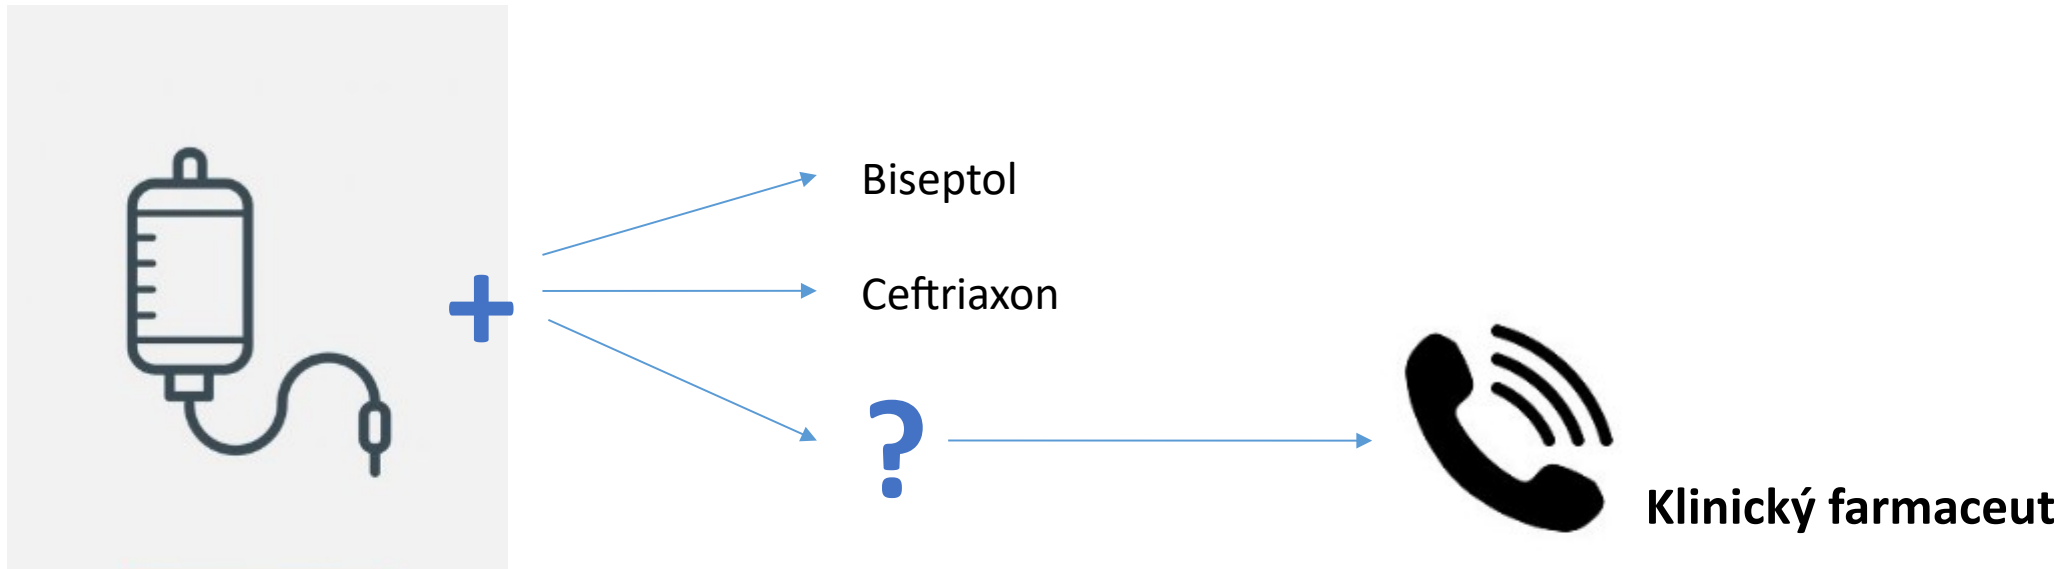 Biseptol
+
Ceftriaxon
?
Klinický farmaceut